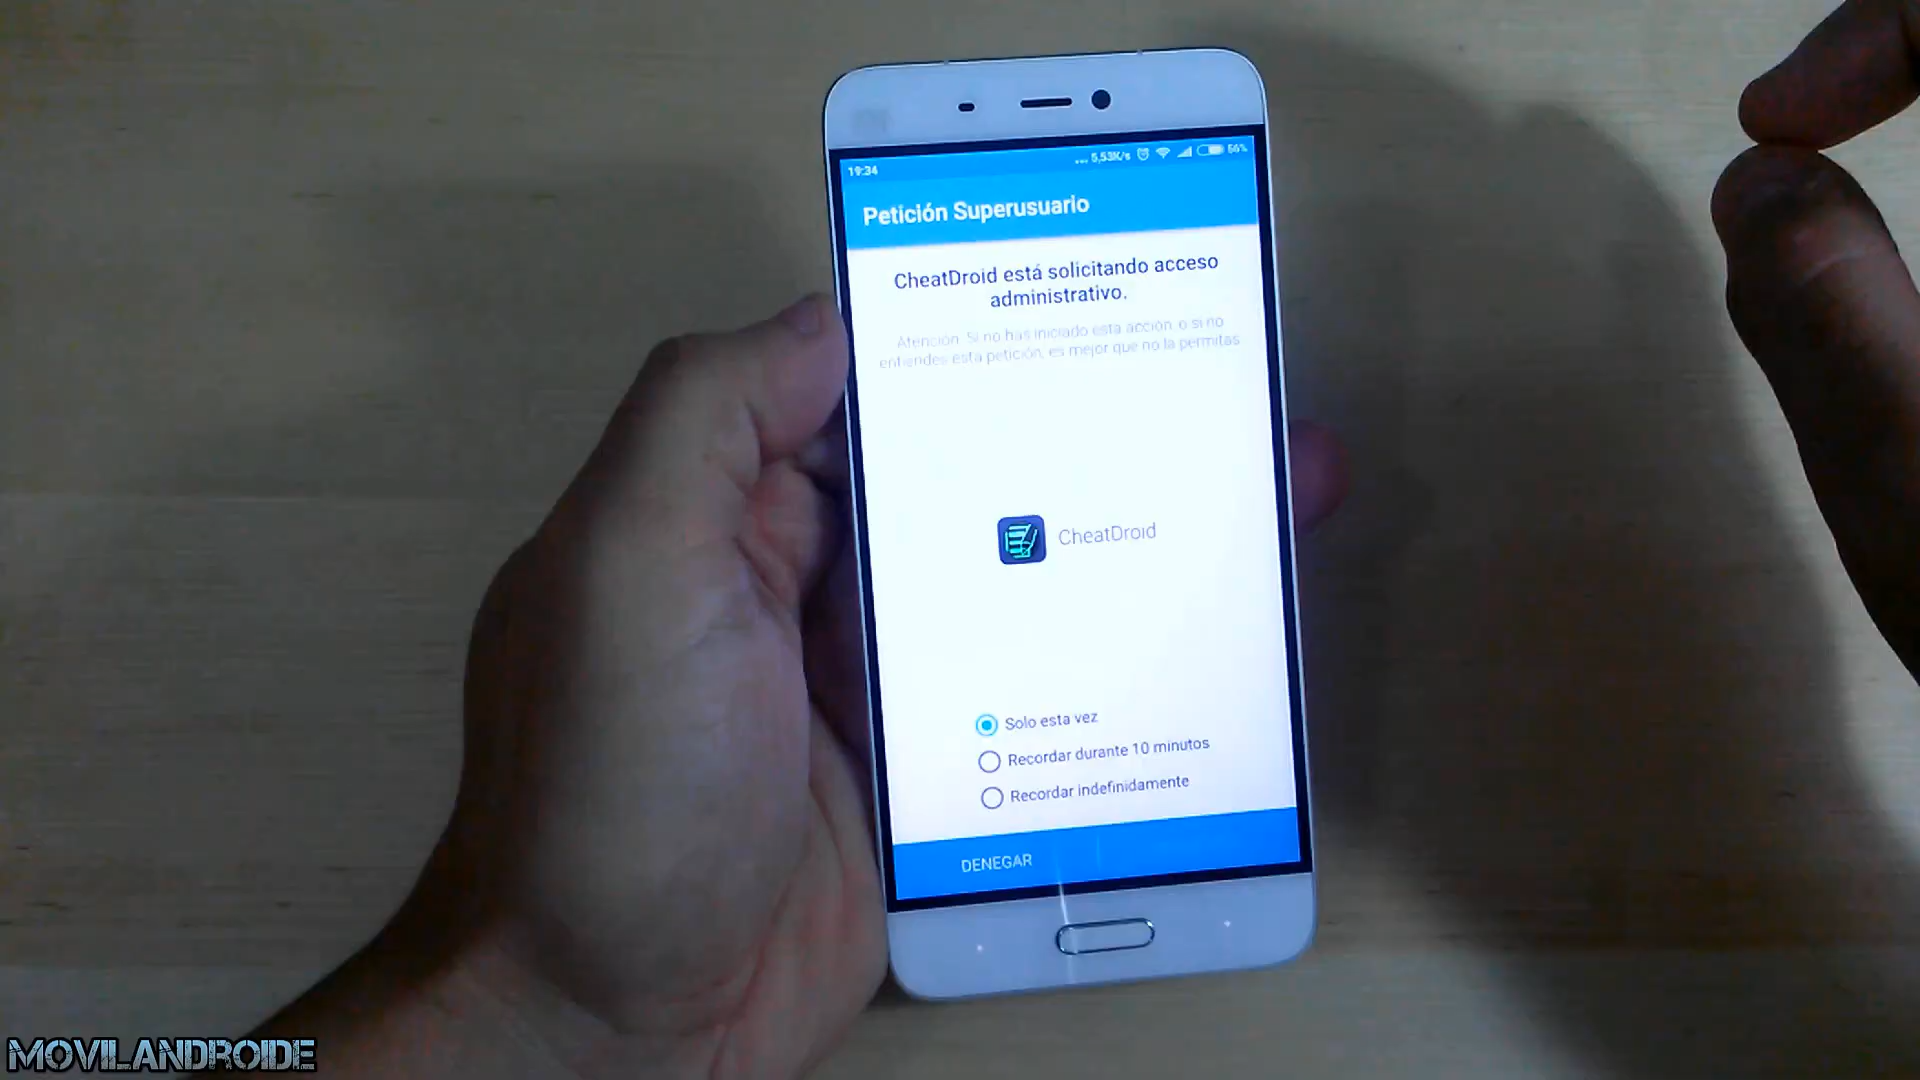 19:34
... 5,53K/s 56%
Petición Superusuario
CheatDroid está solicitando acceso
administrativo.
Atención: Si no has iniciado esta acción, o si no
entiendes esta petición, es mejor que no la permitas.
CheatDroid
Solo esta vez
Recordar durante 10 minutos
Recordar indefinidamente
DENEGAR
MOVILANDROIDE